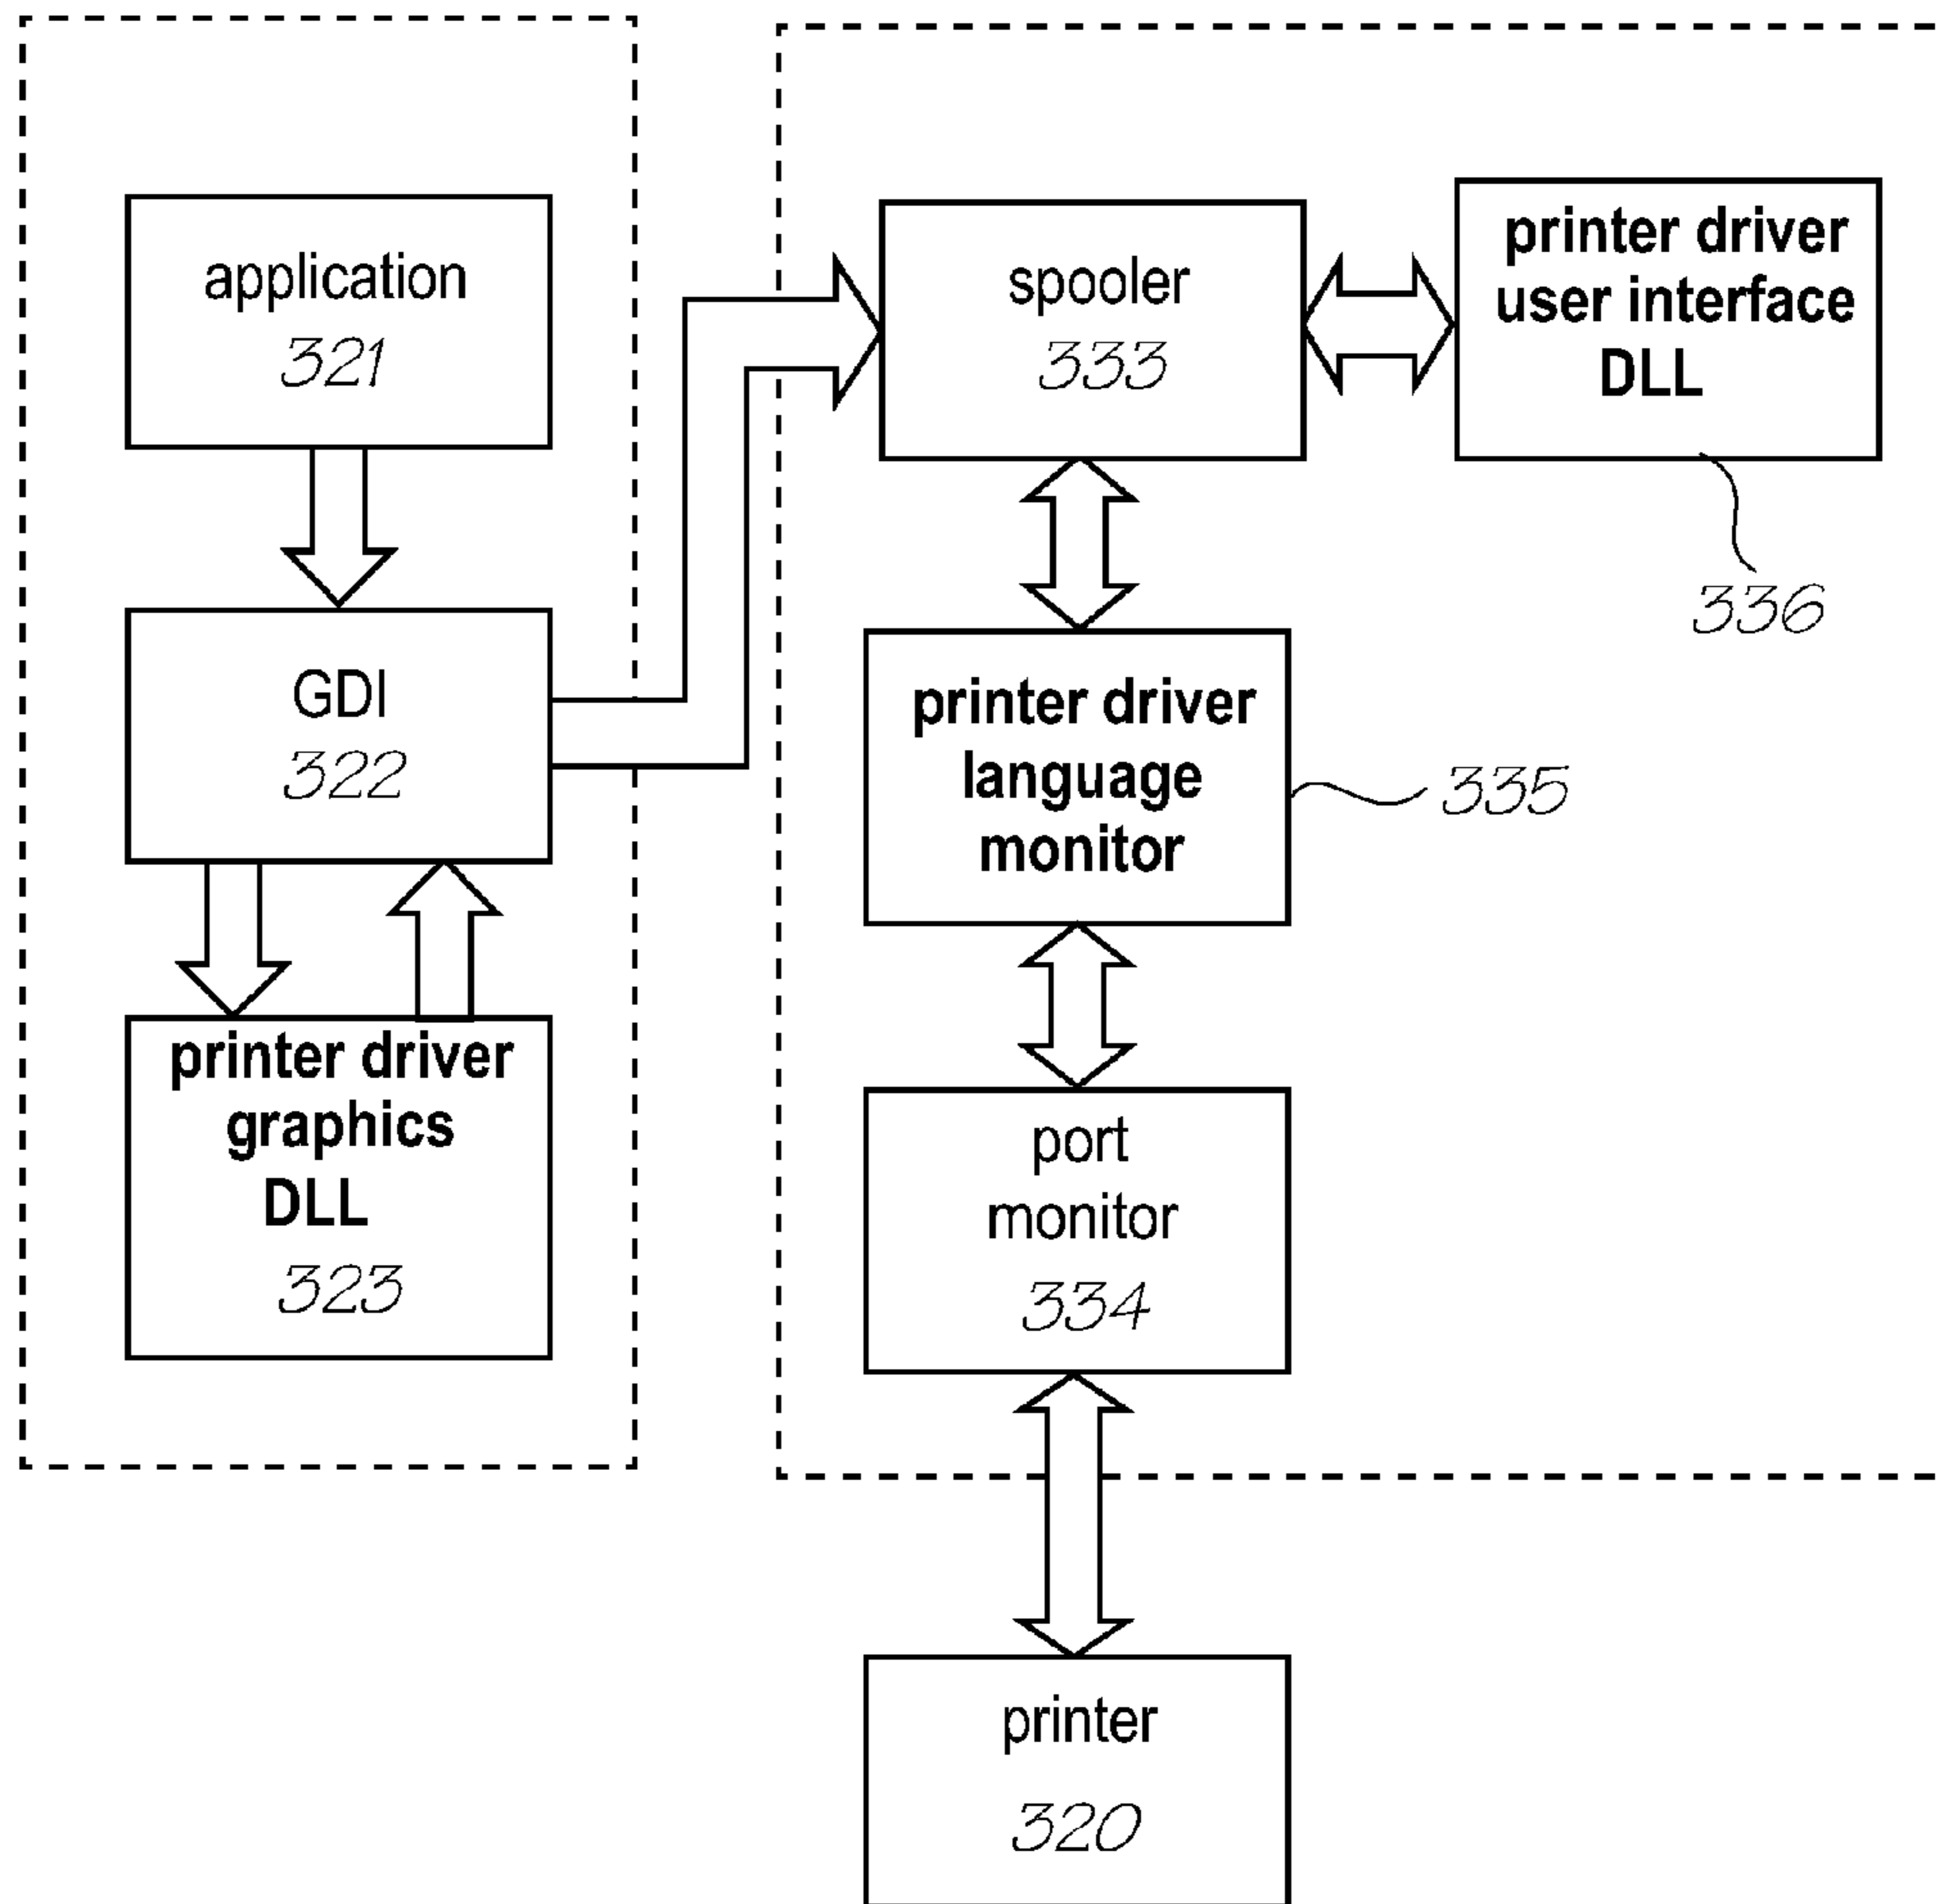 application
321
GDI
322
printer driver
graphics
DLL
323
spooler
333
printer driver
user interface
DLL
336
printer driver
language
monitor
335
port
monitor
334
printer
320